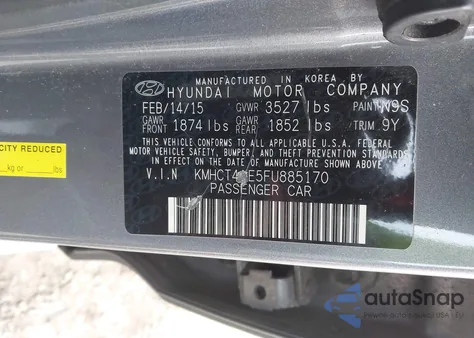 MANUFACTURED IN KOREA BY
HYUNDAI MOTOR COMPANY
FEB/14/15 GVWR 3527 lbs PAINT N9S
GAWR FRONT 1874 lbs GAWR REAR 1852 lbs TRIM 9Y
THIS VEHICLE CONFORMS TO ALL APPLICABLE U.S.A. FEDERAL
MOTOR VEHICLE SAFETY, BUMPER, AND THEFT PREVENTION STANDARDS
IN EFFECT ON THE DATE OF MANUFACTURE SHOWN ABOVE.
V.I.N KMHCT4 E5FU885170
PASSENGER CAR
CITY REDUCED
kg or lbs
autoSnap